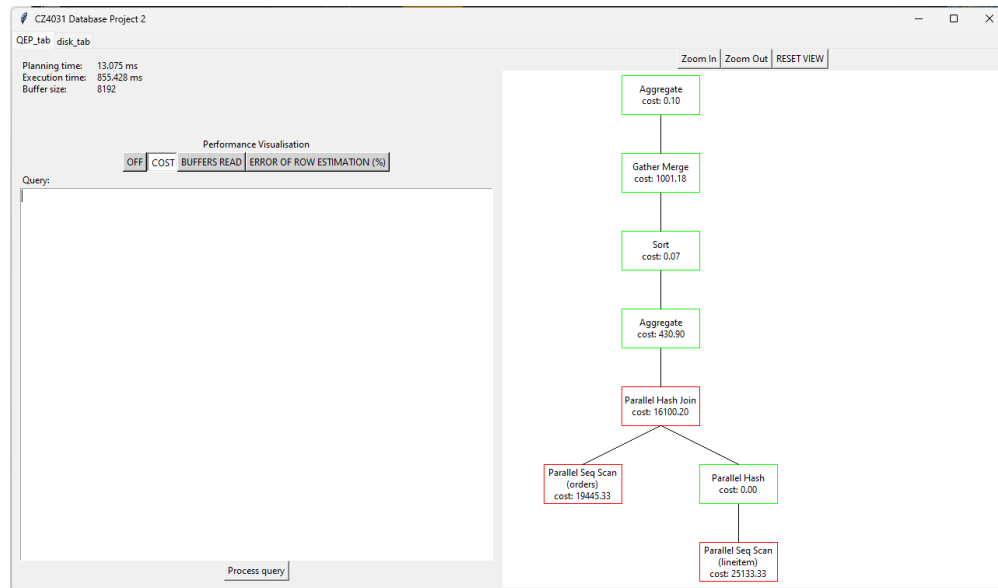 CZ4031 Database Project 2
QEP_tab disk_tab
Planning time: 13.075 ms
Execution time: 855.428 ms
Buffer size: 8192
Performance Visualisation
OFF COST BUFFERS READ ERROR OF ROW ESTIMATION (%)
Query:
Process query
Zoom In Zoom Out RESET VIEW
Aggregate
cost: 0.10
Gather Merge
cost: 1001.18
Sort
cost: 0.07
Aggregate
cost: 430.90
Parallel Hash Join
cost: 16100.20
Parallel Seq Scan
(orders)
cost: 19445.33
Parallel Hash
cost: 0.00
Parallel Seq Scan
(lineitem)
cost: 25133.33